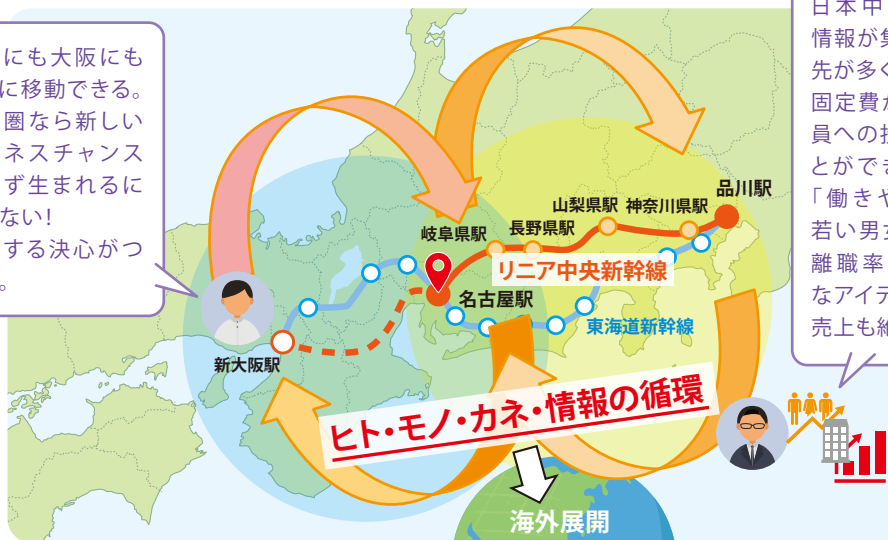 にも大阪にも
に移動できる。
圏なら新しい
ネスチャンス
ず生まれるに
ない!
する決心がつ
。
日本中
情報が集
先が多く
固定費が
員への投
とができ
「働きや
若い男女
離職率
なアイデ
売上も絶
品川駅
神奈川県駅
山梨県駅
長野県駅
岐阜県駅
リニア中央新幹線
名古屋駅
東海道新幹線
新大阪駅
ヒト・モノ・カネ・情報の循環
海外展開